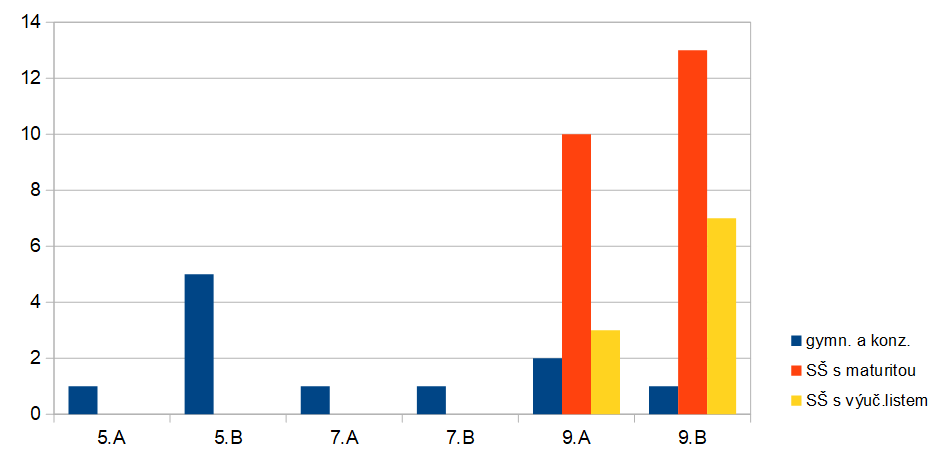 14
12
10
8
6
4
2
0
5.A 5.B 7.A 7.B 9.A 9.B
gymn. a konz.
SŠ s maturitou
SŠ s výuč.listem